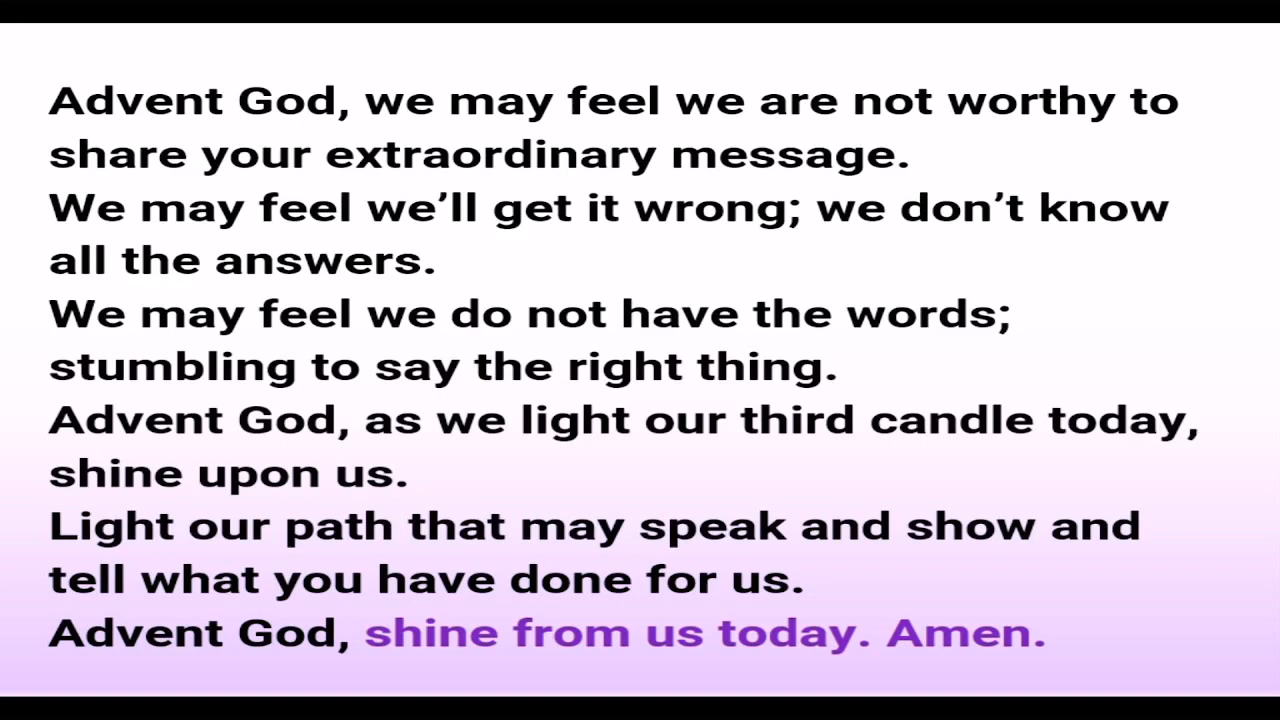 Advent God, we may feel we are not worthy to
share your extraordinary message.
We may feel we’ll get it wrong; we don’t know
all the answers.
We may feel we do not have the words;
stumbling to say the right thing.
Advent God, as we light our third candle today,
shine upon us.
Light our path that may speak and show and
tell what you have done for us.
Advent God, shine from us today. Amen.